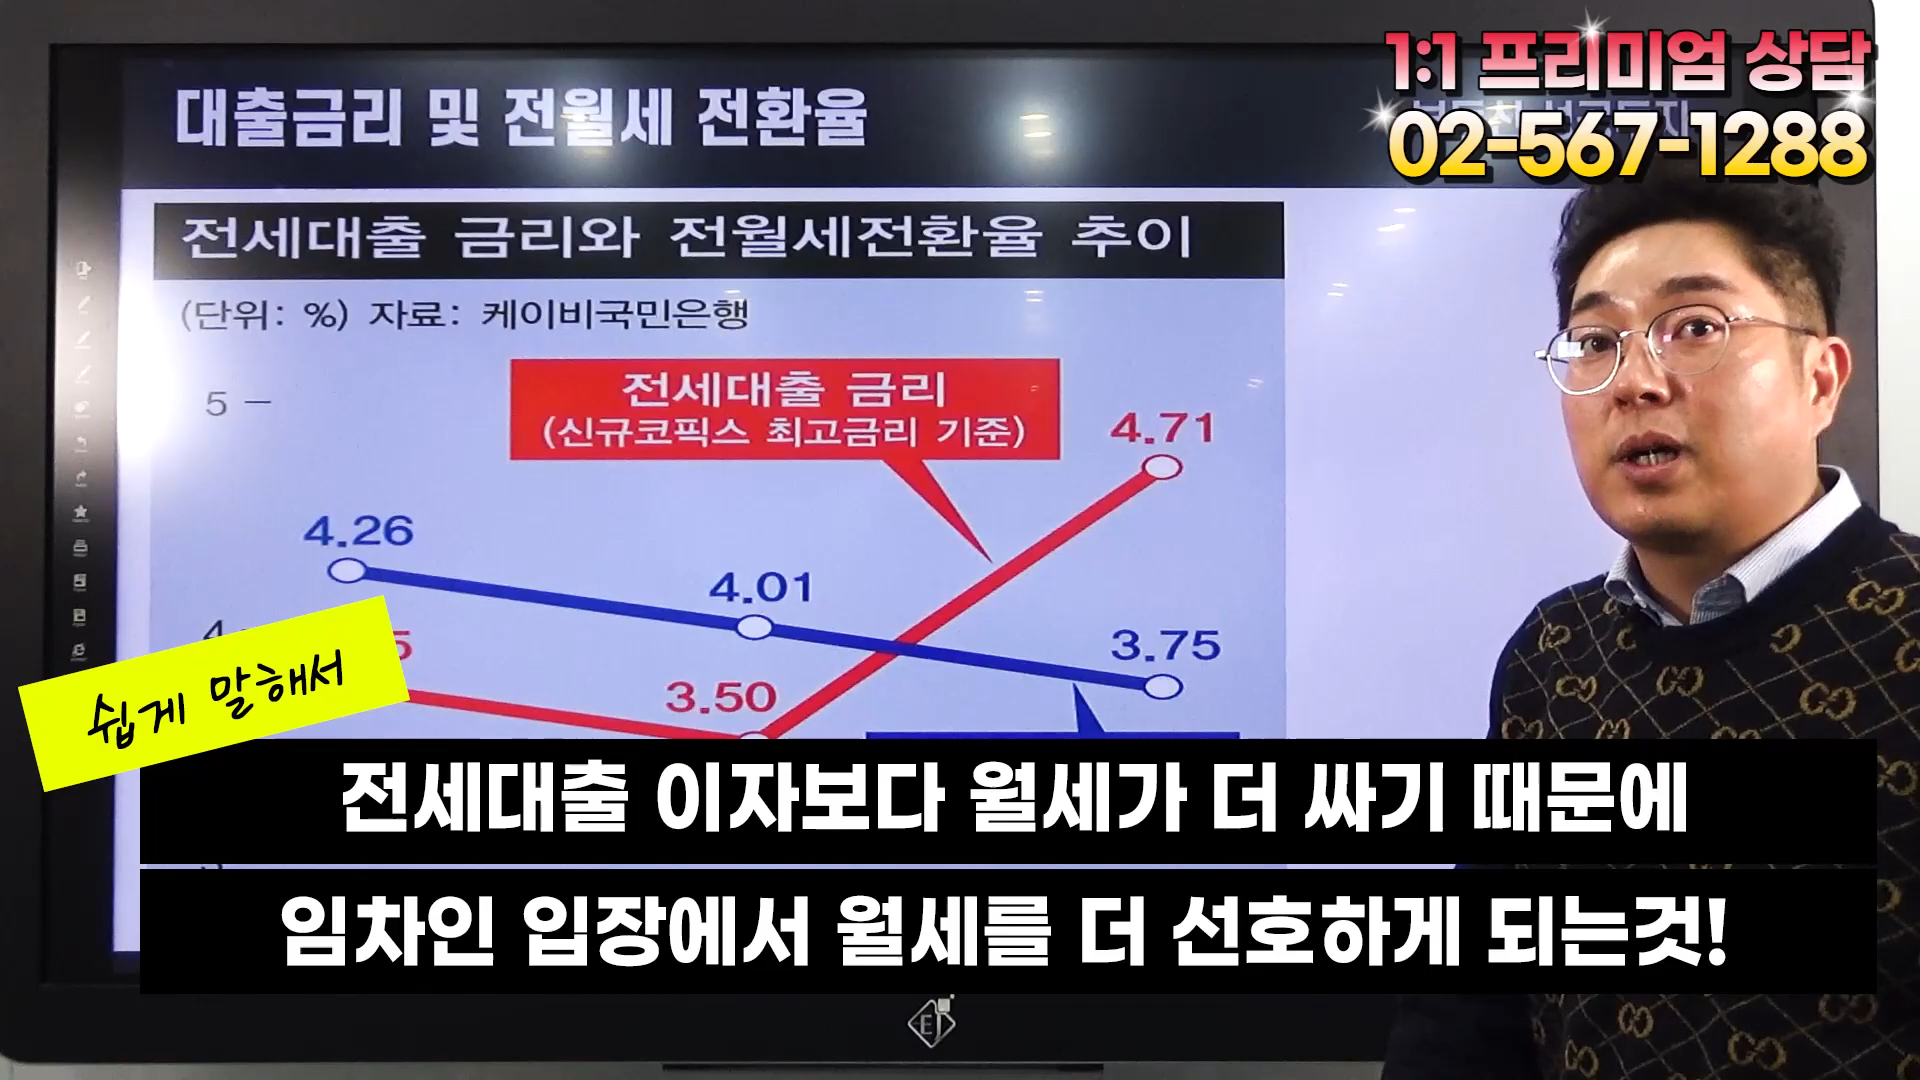 대출금리 및 전월세 전환율
1:1 프리미엄 상담
02-567-1288
전세대출 금리와 전월세전환율 추이
(단위: %) 자료: 케이비국민은행
5
전세대출 금리
(신규코픽스 최고금리 기준)
4.71
4.26
4.01
3.75
4
5
3.50
쉽게 말해서
전세대출 이자보다 월세가 더 싸기 때문에
임차인 입장에서 월세를 더 선호하게 되는것!